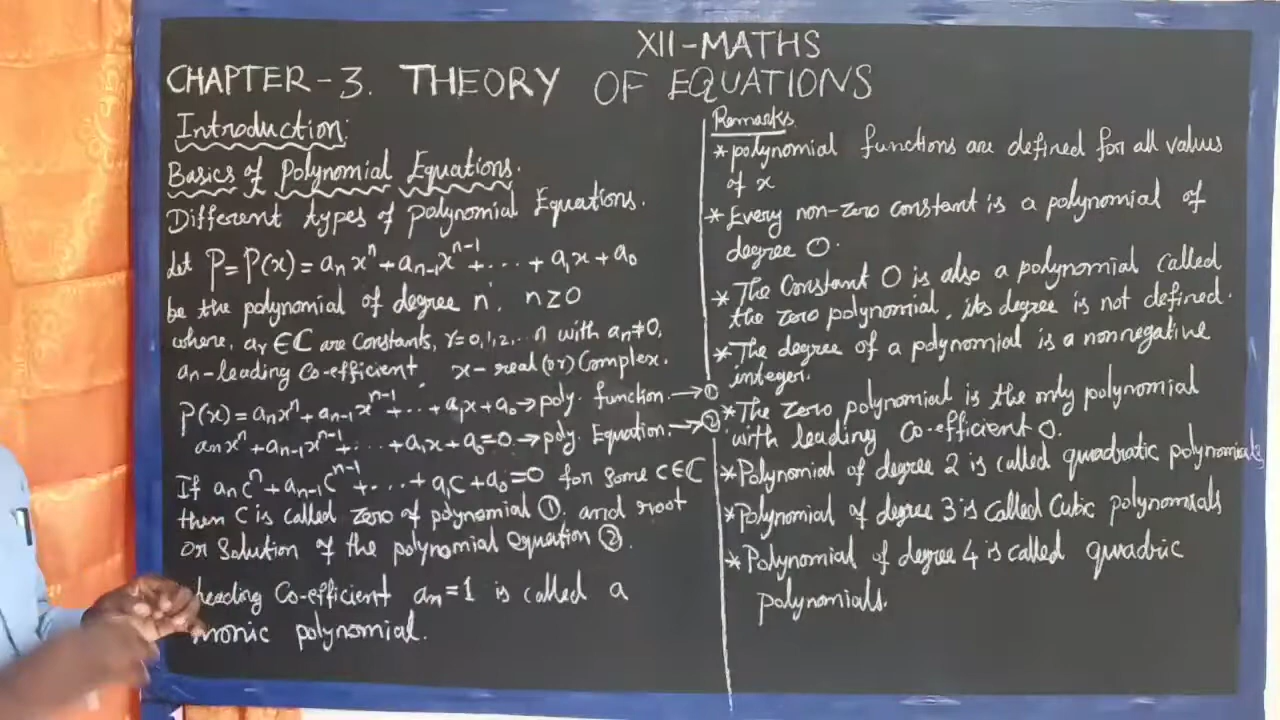 XII-MATHS
CHAPTER-3. THEORY OF EQUATIONS
Introduction:
Basics of Polynomial Equations.
Different types of polynomial Equations.
Let P=P(x)=aₙxⁿ+aₙ₋₁xⁿ⁻¹+...+a₁x+a₀
be the polynomial of degree n, n≥0
where, aᵣ∈ℂ are Constants, r=0,1,2,...n with aₙ≠0,
aₙ-leading Co-efficient, x-real (or) Complex.
P(x)=aₙxⁿ+aₙ₋₁xⁿ⁻¹+...+a₁x+a₀→poly. function.→①
aₙxⁿ+aₙ₋₁xⁿ⁻¹+...+a₁x+a₀=0→poly. Equation.→②
If aₙcⁿ+aₙ₋₁cⁿ⁻¹+...+a₁c+a₀=0 for some c∈ℂ
then C is called Zero of polynomial ①. and root
or Solution of the polynomial equation ②.
leading Co-efficient aₙ=1 is called a
monic polynomial.
Remarks.
*polynomial functions are defined for all values
of x
*Every non-zero constant is a polynomial of
degree 0.
*The Constant 0 is also a polynomial called
the zero polynomial, its degree is not defined.
*The degree of a polynomial is a nonnegative
integer.
*The zero polynomial is the only polynomial
with leading Co-efficient 0.
*Polynomial of degree 2 is called quadratic polynomials
*Polynomial of degree 3 is Called Cubic polynomials
*Polynomial of degree 4 is called quadric
polynomials.